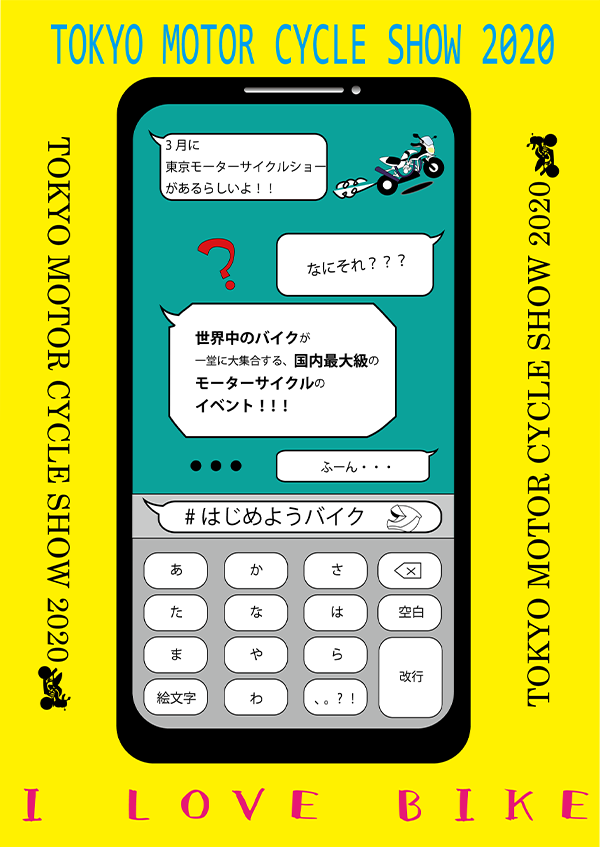 TOKYO MOTOR CYCLE SHOW 2020
3月に
東京モーターサイクルショー
があるらしいよ！！
なにそれ？？？
?
世界中のバイクが
一堂に大集合する、国内最大級の
モーターサイクルの
イベント！！！
ふーん・・・
#はじめようバイク
あ か さ
た な は 空白
ま や ら 改行
絵文字 わ 、。？！
TOKYO MOTOR CYCLE SHOW 2020
TOKYO MOTOR CYCLE SHOW 2020
I LOVE BIKE